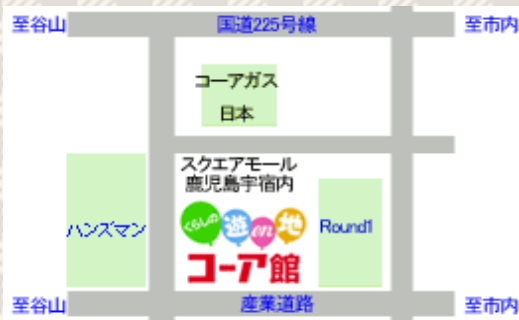 至谷山
国道225号線
至市内
コーアガス
日本
スクエアモール
鹿児島宇宿内
ハンズマン
くらしの
遊en地
コーア館
Round1
至谷山
産業道路
至市内